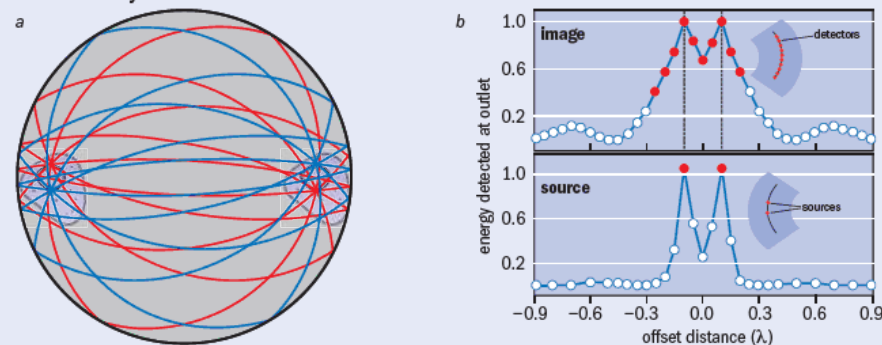 a
b
image
detectors
1.0
0.6
0.2
energy detected at outlet
source
sources
1.0
0.6
0.2
−0.9 −0.6 −0.3 0.0 0.3 0.6 0.9
offset distance (λ)